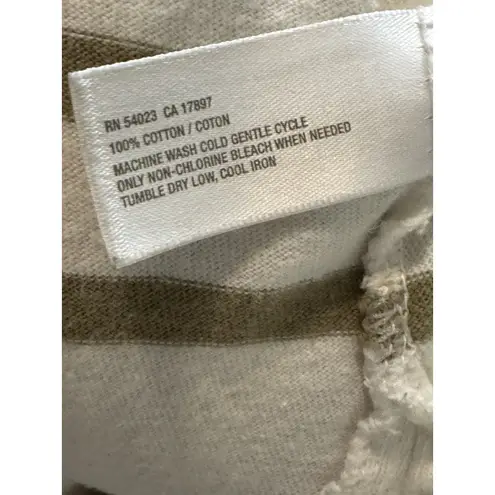 RN 54023 CA 17897
100% COTTON / COTON
MACHINE WASH COLD GENTLE CYCLE
ONLY NON-CHLORINE BLEACH WHEN NEEDED
TUMBLE DRY LOW, COOL IRON